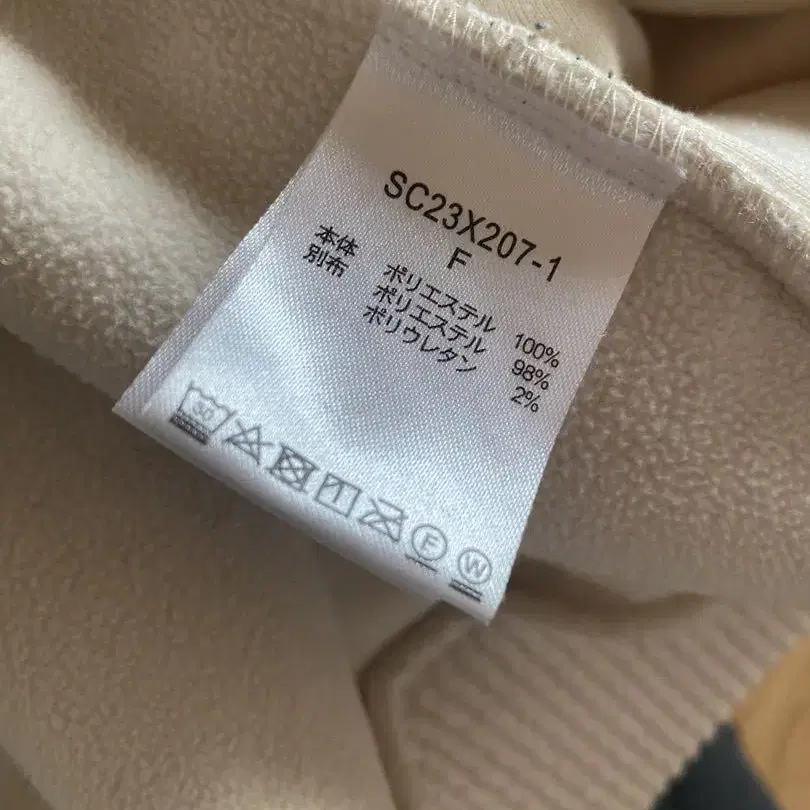 SC23X207-1
F
本体 ポリエステル 100%
別布 ポリエステル 98%
ポリウレタン 2%
30
F
W